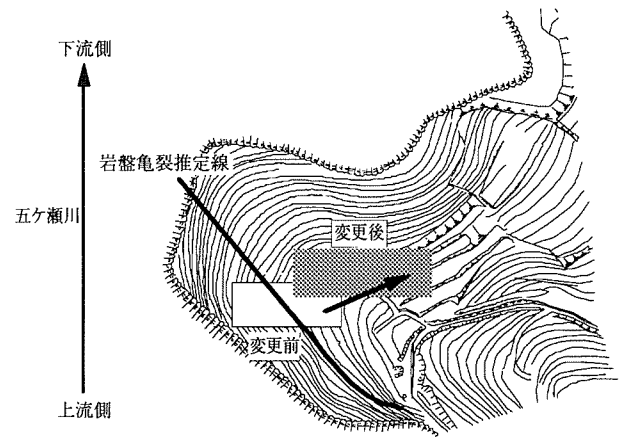 下流側
岩盤亀裂推定線
五ケ瀬川
変更後
変更前
上流側